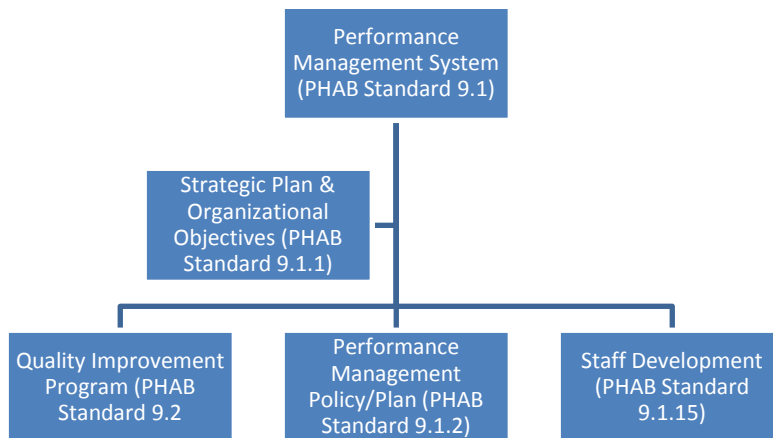 Performance
Management System
(PHAB Standard 9.1)
Strategic Plan &
Organizational
Objectives (PHAB
Standard 9.1.1)
Quality Improvement
Program (PHAB
Standard 9.2
Performance
Management
Policy/Plan (PHAB
Standard 9.1.2)
Staff Development
(PHAB Standard
9.1.15)